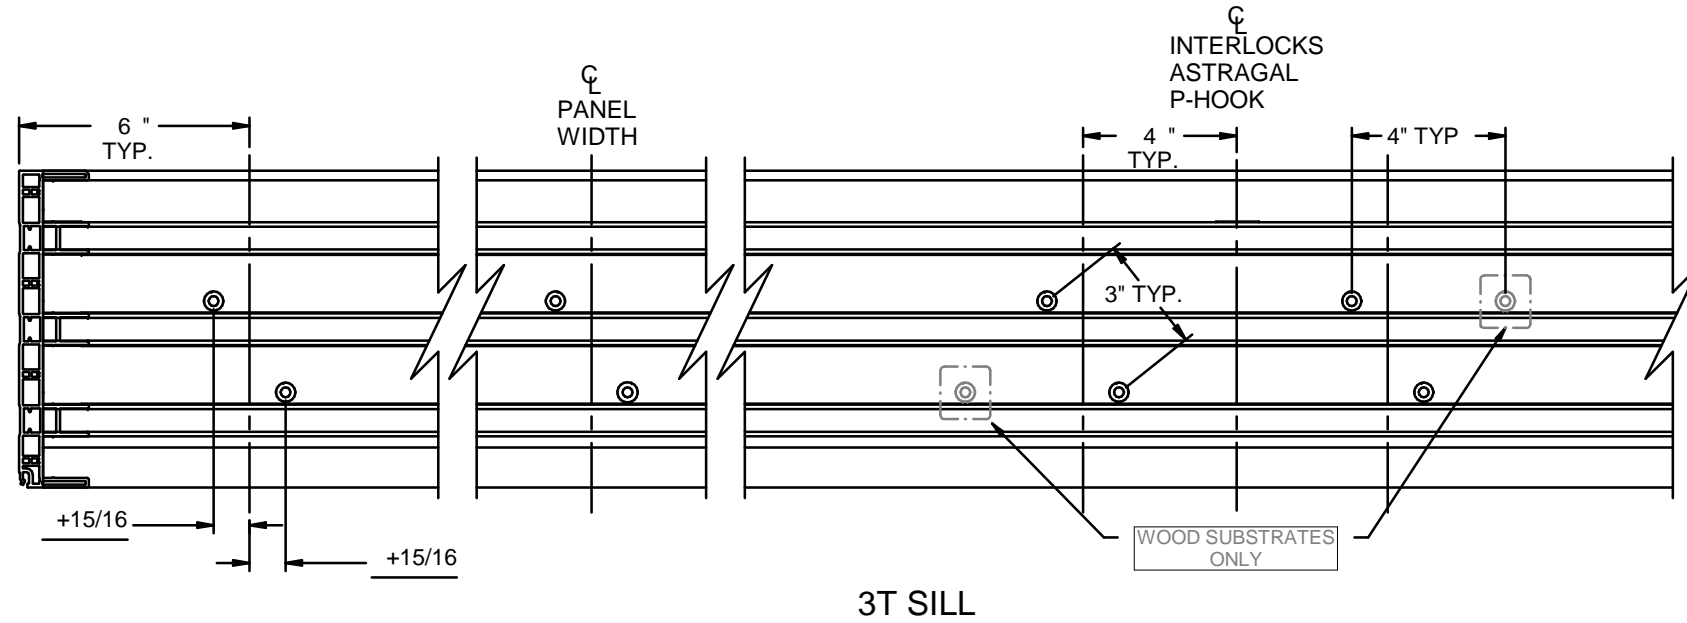 ℄
INTERLOCKS
ASTRAGAL
P-HOOK
℄
PANEL
WIDTH
6 "
TYP.
4 "
TYP.
4" TYP
3" TYP.
+15/16
+15/16
WOOD SUBSTRATES
ONLY
3T SILL